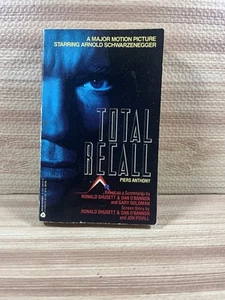 A MAJOR MOTION PICTURE
STARRING ARNOLD SCHWARZENEGGER
TOTAL
RECALL
PIERS ANTHONY
Based on a Screenplay by
RONALD SHUSETT & DAN O'BANNON
and GARY GOLDMAN
Screen Story by
RONALD SHUSETT & DAN O'BANNON
and JON POVILL